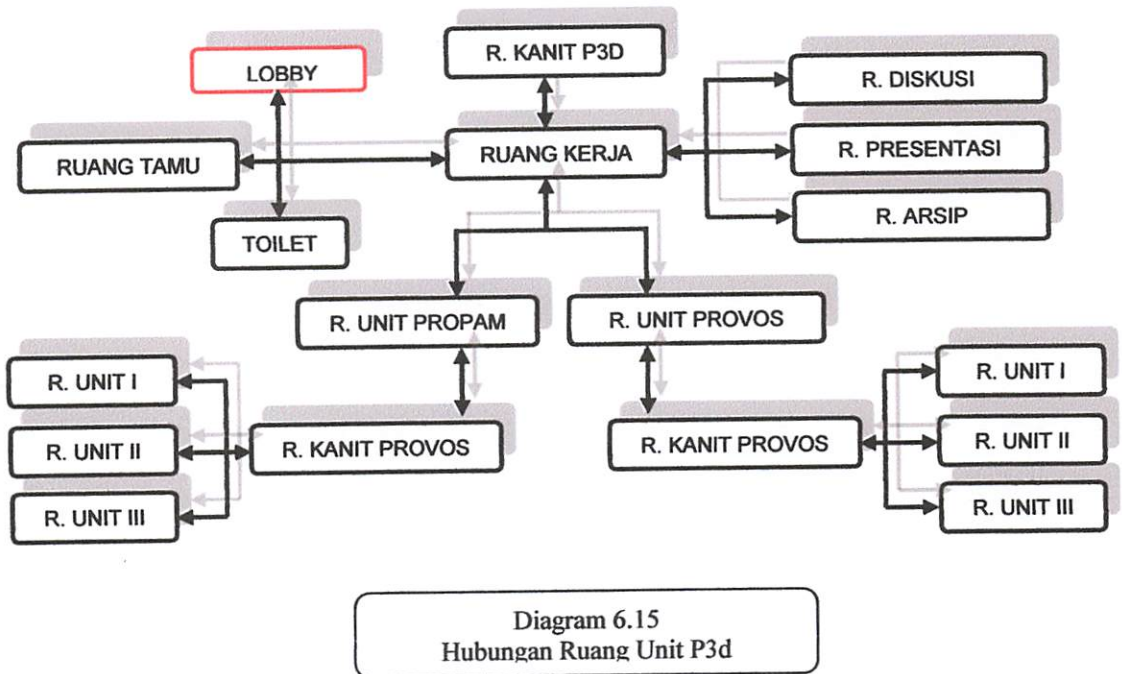 LOBBY
R. KANIT P3D
R. DISKUSI
RUANG TAMU
RUANG KERJA
R. PRESENTASI
TOILET
R. ARSIP
R. UNIT PROPAM
R. UNIT PROVOS
R. UNIT I
R. UNIT II
R. UNIT III
R. KANIT PROVOS
R. KANIT PROVOS
R. UNIT I
R. UNIT II
R. UNIT III
Diagram 6.15
Hubungan Ruang Unit P3d